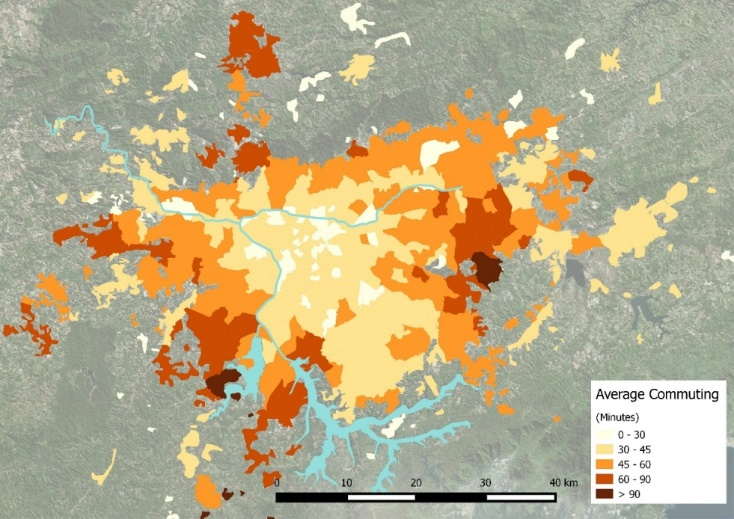 Average Commuting
(Minutes)
0 - 30
30 - 45
45 - 60
60 - 90
> 90
0 10 20 30 40 km